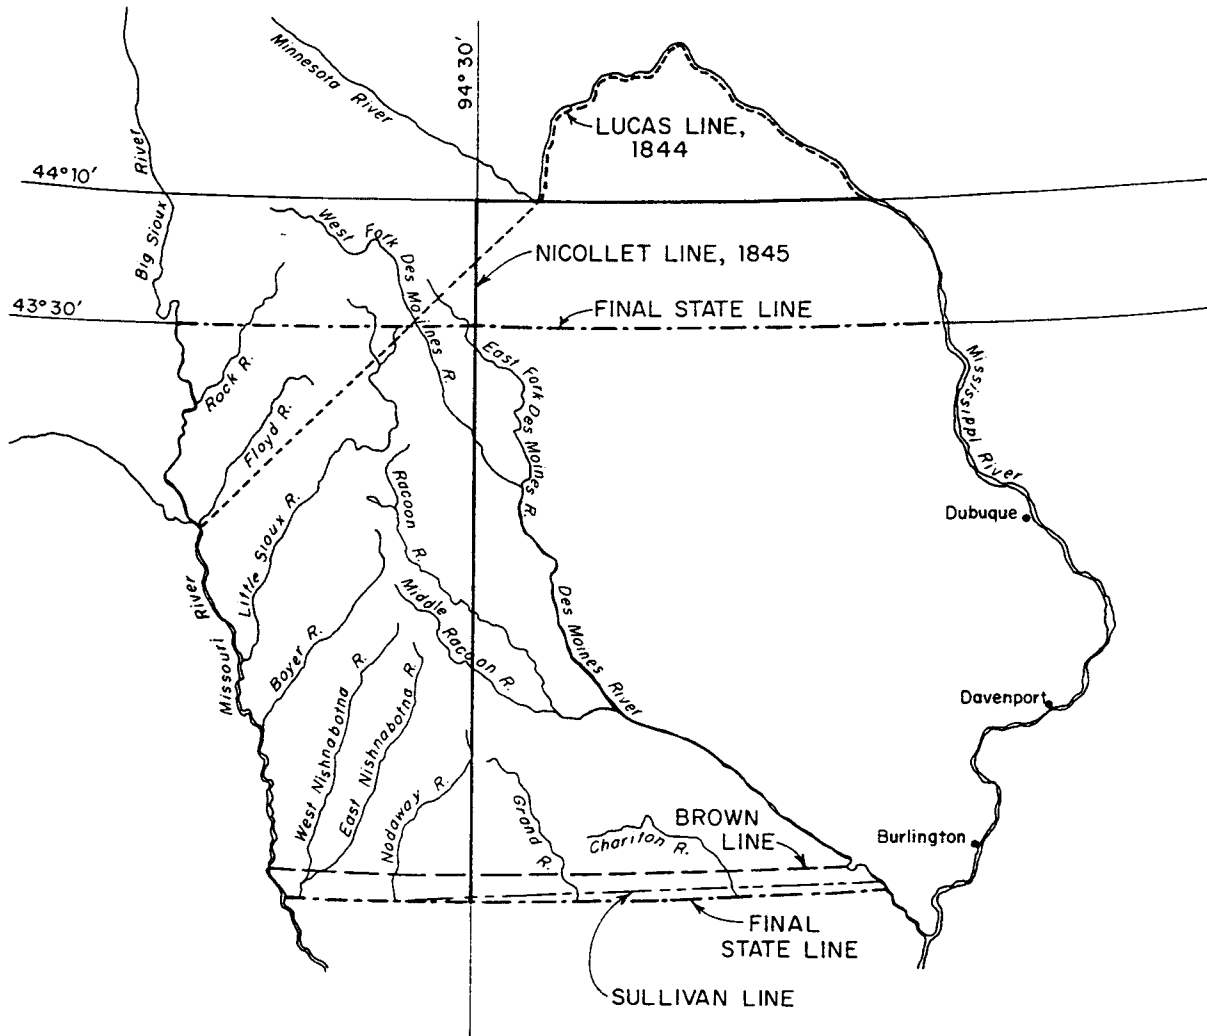 94°30'
Minnesota River
LUCAS LINE,
1844
44°10'
Big Sioux River
West Fork Des Moines R.
NICOLLET LINE, 1845
43°30'
FINAL STATE LINE
East Fork Des Moines R.
Mississippi River
Rock R.
Floyd R.
Little Sioux R.
Racoon R.
Dubuque
Middle Racoon R.
Des Moines River
Missouri River
Boyer R.
West Nishnabotna R.
East Nishnabotna R.
Davenport
Nodaway R.
Grand R.
Chariton R.
BROWN
LINE
Burlington
FINAL
STATE LINE
SULLIVAN LINE